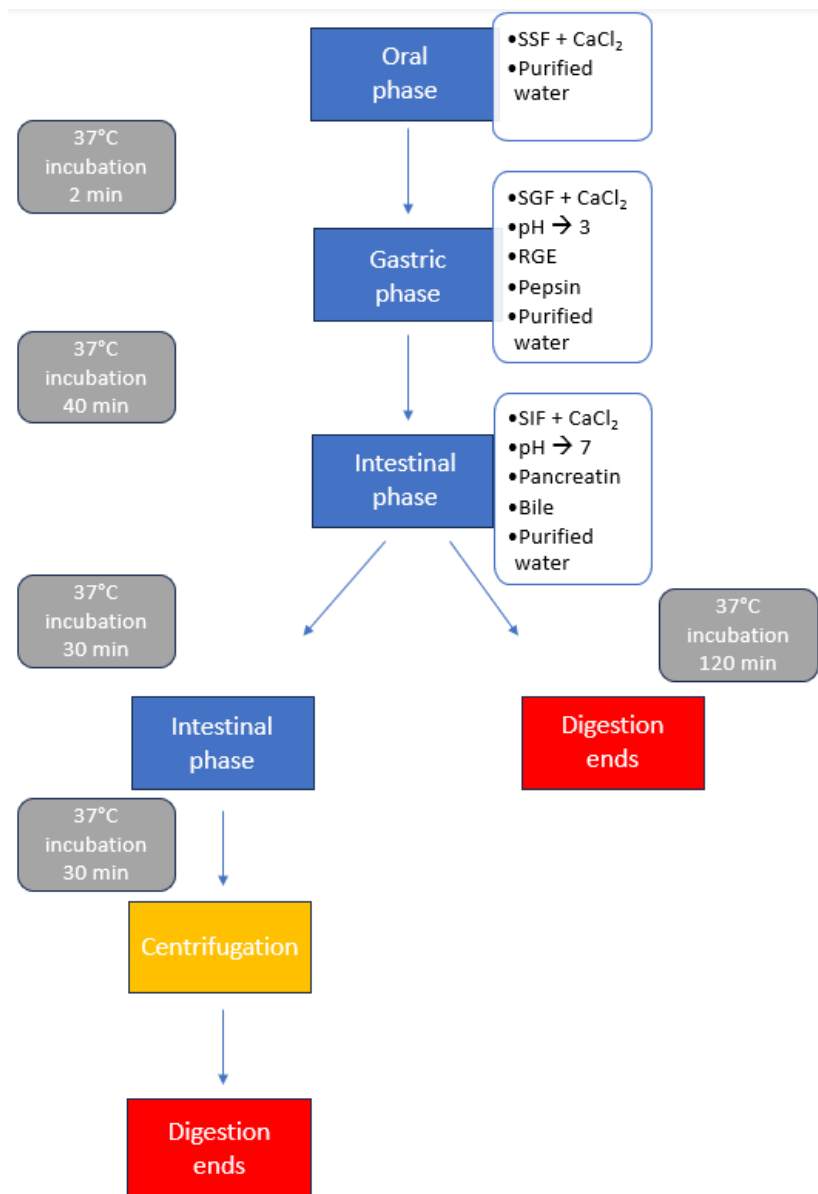 Oral
phase
•SSF + CaCl₂
•Purified
water
37°C
incubation
2 min
Gastric
phase
•SGF + CaCl₂
•pH → 3
•RGE
•Pepsin
•Purified
water
37°C
incubation
40 min
Intestinal
phase
•SIF + CaCl₂
•pH → 7
•Pancreatin
•Bile
•Purified
water
37°C
incubation
30 min
37°C
incubation
120 min
Intestinal
phase
Digestion
ends
37°C
incubation
30 min
Centrifugation
Digestion
ends